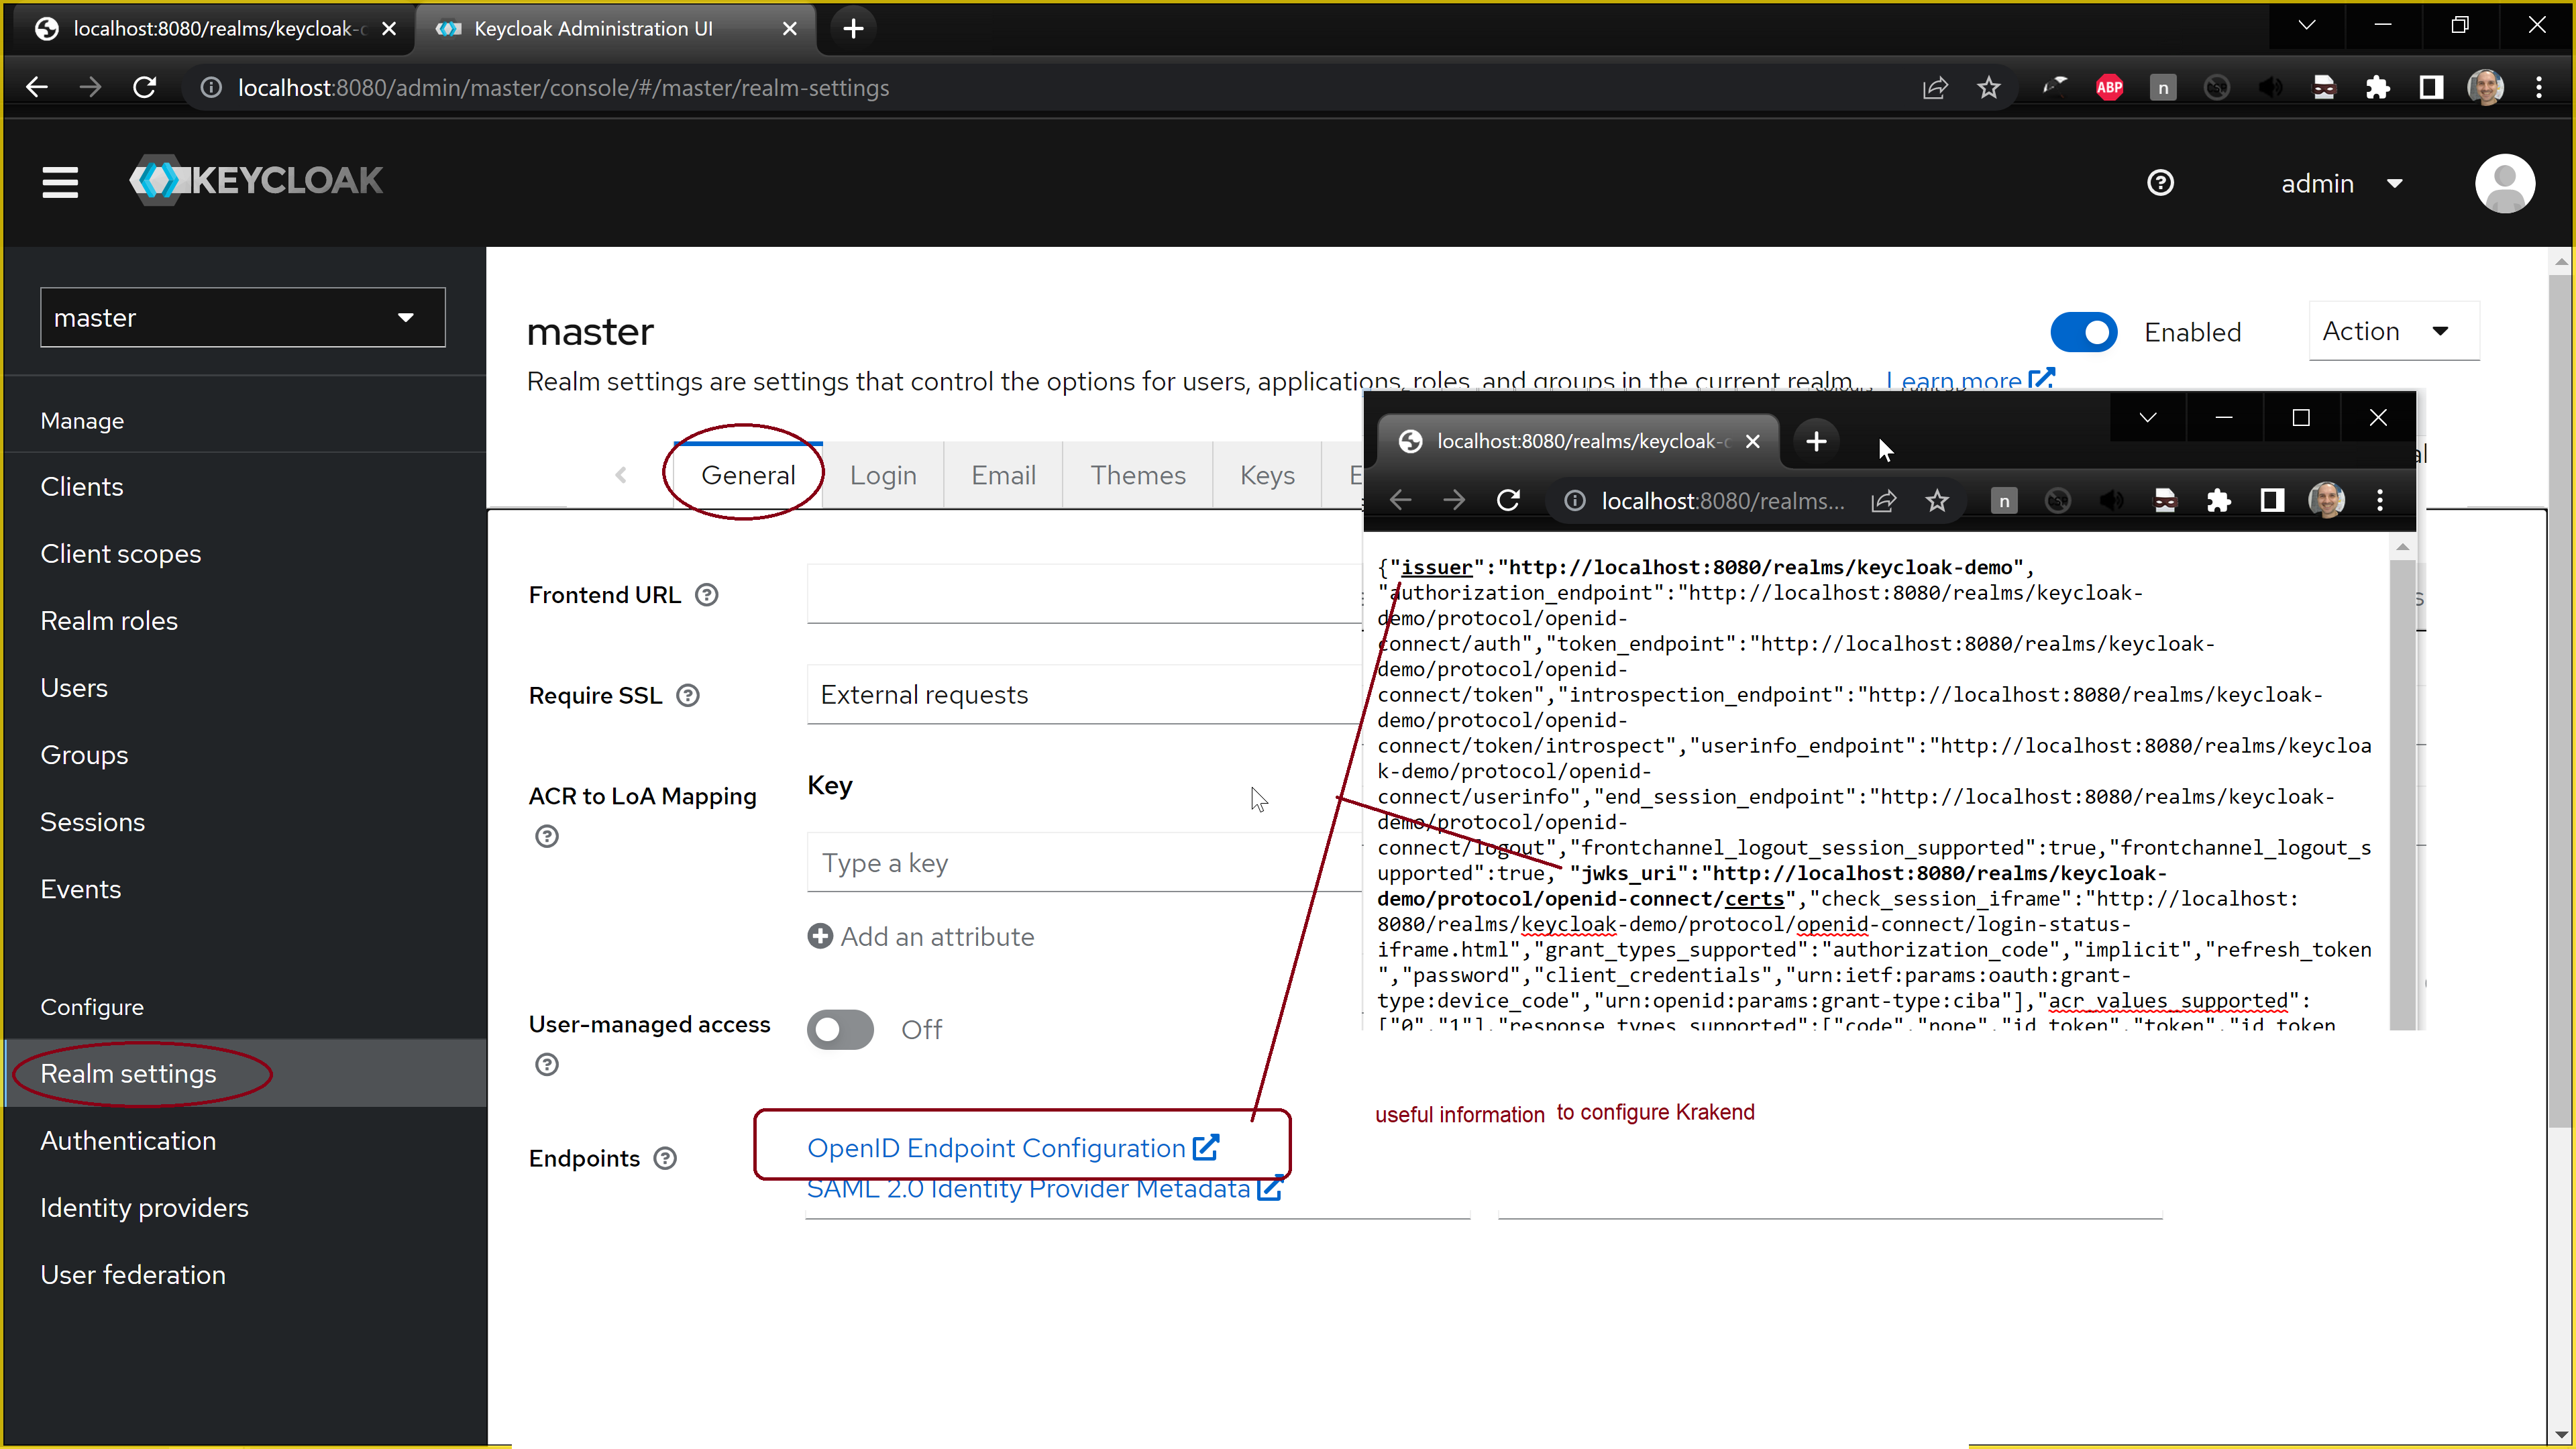 localhost:8080/realms/keycloak-
Keycloak Administration UI
localhost:8080/admin/master/console/#/master/realm-settings
ABP
n
KEYCLOAK
admin
master
Manage
Clients
Client scopes
Realm roles
Users
Groups
Sessions
Events
Configure
Realm settings
Authentication
Identity providers
User federation
master
Enabled
Action
Realm settings are settings that control the options for users, applications, roles, and groups in the current realm. Learn more
General
Login
Email
Themes
Keys
E
Frontend URL
Require SSL
External requests
ACR to LoA Mapping
Key
Type a key
Add an attribute
User-managed access
Off
Endpoints
OpenID Endpoint Configuration
SAML 2.0 Identity Provider Metadata
localhost:8080/realms/keycloak-
localhost:8080/realms...
n
{"issuer":"http://localhost:8080/realms/keycloak-demo",
"authorization_endpoint":"http://localhost:8080/realms/keycloak-
demo/protocol/openid-
connect/auth","token_endpoint":"http://localhost:8080/realms/keycloak-
demo/protocol/openid-
connect/token","introspection_endpoint":"http://localhost:8080/realms/keycloak-
demo/protocol/openid-
connect/token/introspect","userinfo_endpoint":"http://localhost:8080/realms/keycloa
k-demo/protocol/openid-
connect/userinfo","end_session_endpoint":"http://localhost:8080/realms/keycloak-
demo/protocol/openid-
connect/logout","frontchannel_logout_session_supported":true,"frontchannel_logout_s
upported":true, "jwks_uri":"http://localhost:8080/realms/keycloak-
demo/protocol/openid-connect/certs","check_session_iframe":"http://localhost:
8080/realms/keycloak-demo/protocol/openid-connect/login-status-
iframe.html","grant_types_supported":"authorization_code","implicit","refresh_token
","password","client_credentials","urn:ietf:params:oauth:grant-
type:device_code","urn:openid:params:grant-type:ciba"],"acr_values_supported":
["0","1"],"response_types_supported":["code","none","id_token","token","id_token
useful information to configure Krakend